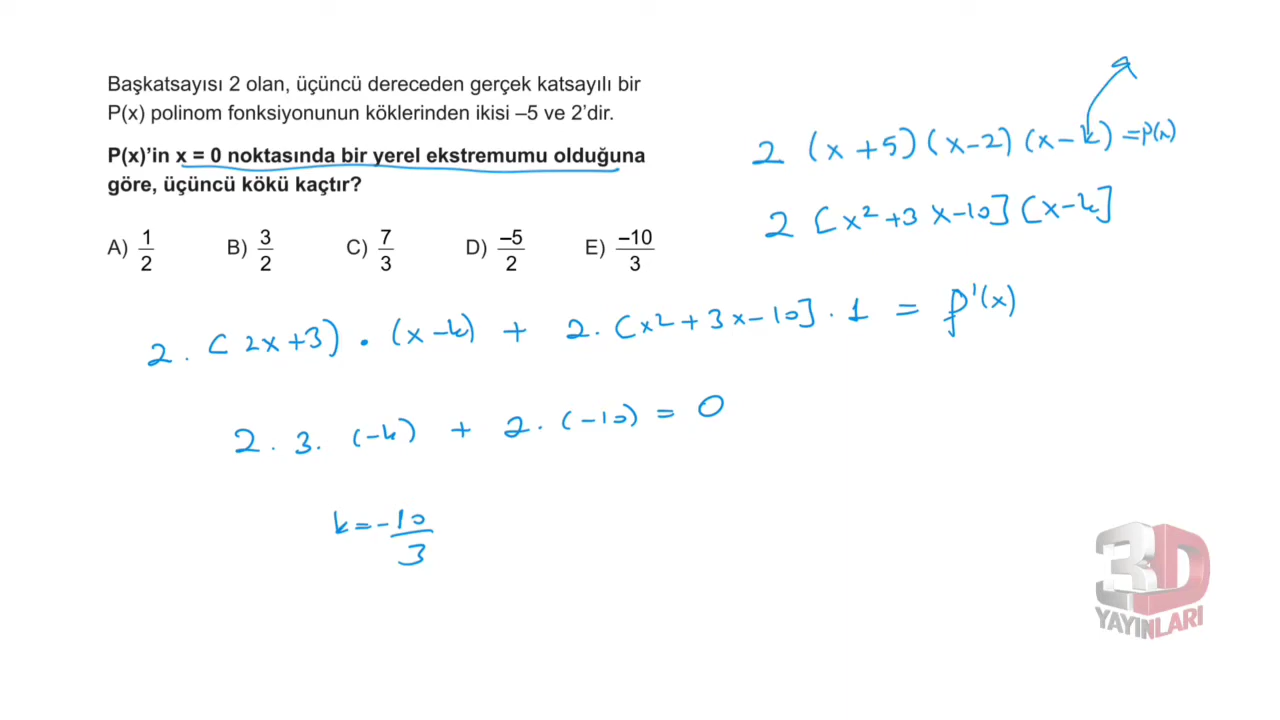 Başkatsayısı 2 olan, üçüncü dereceden gerçek katsayılı bir
P(x) polinom fonksiyonunun köklerinden ikisi –5 ve 2'dir.
P(x)'in x = 0 noktasında bir yerel ekstremumu olduğuna
göre, üçüncü kökü kaçtır?
A) 1/2 B) 3/2 C) 7/3 D) –5/2 E) –10/3
2 (x+5)(x-2)(x-k) = P(x)
2 [x²+3x-10](x-k]
2. (2x+3) . (x-k) + 2. (x²+3x-10] . 1 = P'(x)
2. 3. (-k) + 2. (-10) = 0
k = -10/3
3D
YAYINLARI